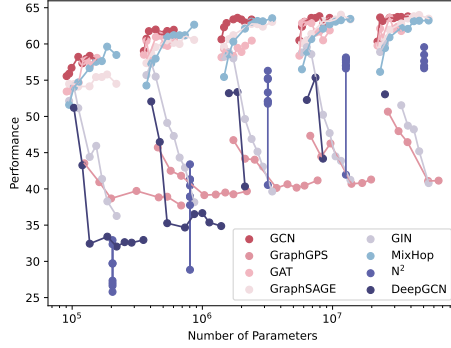 65
60
55
50
45
40
35
30
25
Performance
10^5
10^6
10^7
Number of Parameters
GCN
GraphGPS
GAT
GraphSAGE
GIN
MixHop
N^2
DeepGCN